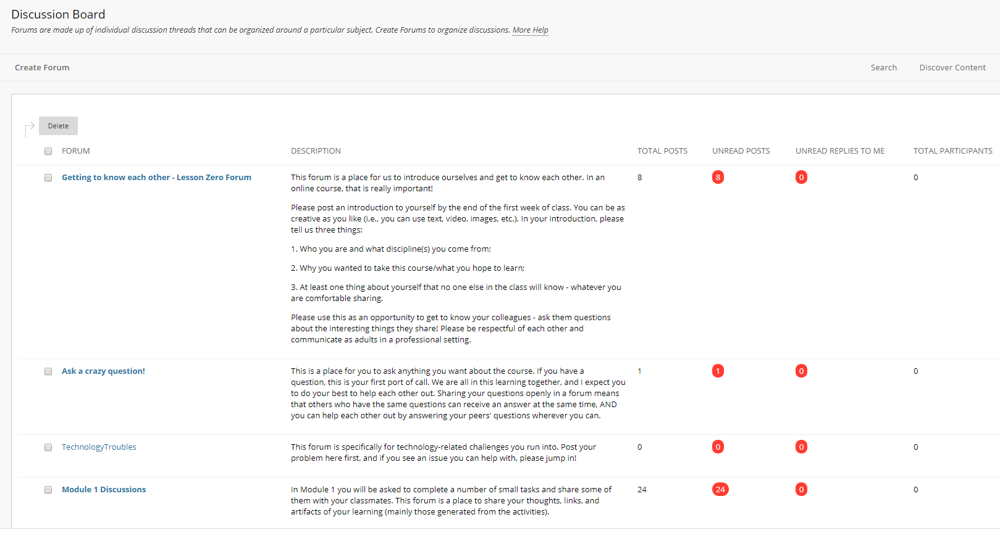 Discussion Board
Forums are made up of individual discussion threads that can be organized around a particular subject. Create Forums to organize discussions. More Help
Create Forum
Search
Discover Content
Delete
FORUM
DESCRIPTION
TOTAL POSTS
UNREAD POSTS
UNREAD REPLIES TO ME
TOTAL PARTICIPANTS
Getting to know each other - Lesson Zero Forum
This forum is a place for us to introduce ourselves and get to know each other. In an
online course, that is really important!
Please post an introduction to yourself by the end of the first week of class. You can be as
creative as you like (i.e., you can use text, video, images, etc.). In your introduction, please
tell us three things:
1. Who you are and what discipline(s) you come from;
2. Why you wanted to take this course/what you hope to learn;
3. At least one thing about yourself that no one else in the class will know - whatever you
are comfortable sharing.
Please use this as an opportunity to get to know your colleagues - ask them questions
about the interesting things they share! Please be respectful of each other and
communicate as adults in a professional setting.
8
8
0
0
Ask a crazy question!
This is a place for you to ask anything you want about the course. If you have a
question, this is your first port of call. We are all in this learning together, and I expect you
to do your best to help each other out. Sharing your questions openly in a forum means
that others who have the same questions can receive an answer at the same time, AND
you can help each other out by answering your peers' questions wherever you can.
1
1
0
0
TechnologyTroubles
This forum is specifically for technology-related challenges you run into. Post your
problem here first, and if you see an issue you can help with, please jump in!
0
0
0
0
Module 1 Discussions
In Module 1 you will be asked to complete a number of small tasks and share some of
them with your classmates. This forum is a place to share your thoughts, links, and
artifacts of your learning (mainly those generated from the activities).
24
24
0
0